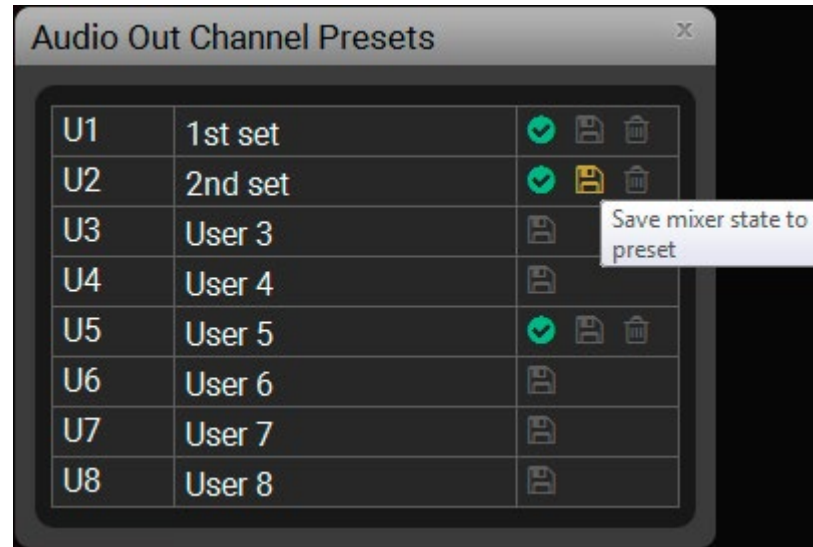 Audio Out Channel Presets x
U1 1st set
U2 2nd set
Save mixer state to
preset
U3 User 3
U4 User 4
U5 User 5
U6 User 6
U7 User 7
U8 User 8